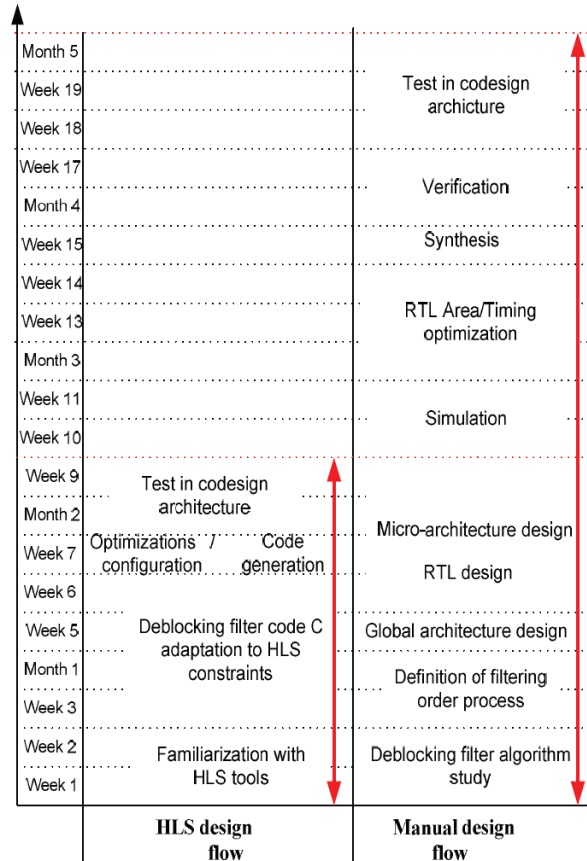 Month 5
Week 19
Week 18
Week 17
Month 4
Week 15
Week 14
Week 13
Month 3
Week 11
Week 10
Week 9
Month 2
Week 7
Week 6
Week 5
Month 1
Week 3
Week 2
Week 1
Test in codesign
architecture
Optimizations /
configuration
Code
generation
Deblocking filter code C
adaptation to HLS
constraints
Familiarization with
HLS tools
HLS design
flow
Test in codesign
archicture
Verification
Synthesis
RTL Area/Timing
optimization
Simulation
Micro-architecture design
RTL design
Global architecture design
Definition of filtering
order process
Deblocking filter algorithm
study
Manual design
flow